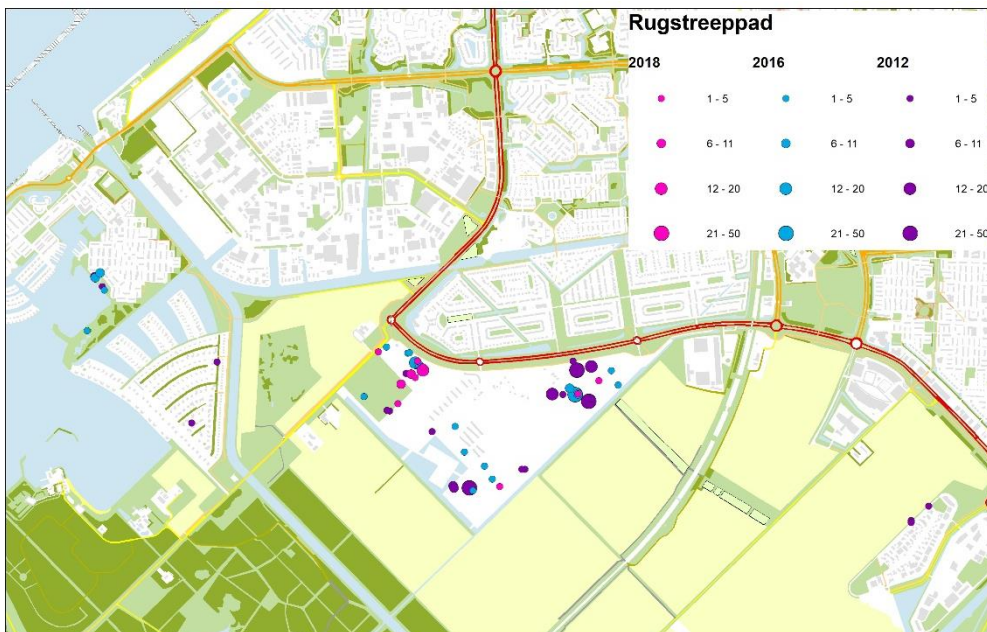 Rugstreeppad
2018 2016 2012
1 - 5 1 - 5 1 - 5
6 - 11 6 - 11 6 - 11
12 - 20 12 - 20 12 - 20
21 - 50 21 - 50 21 - 50